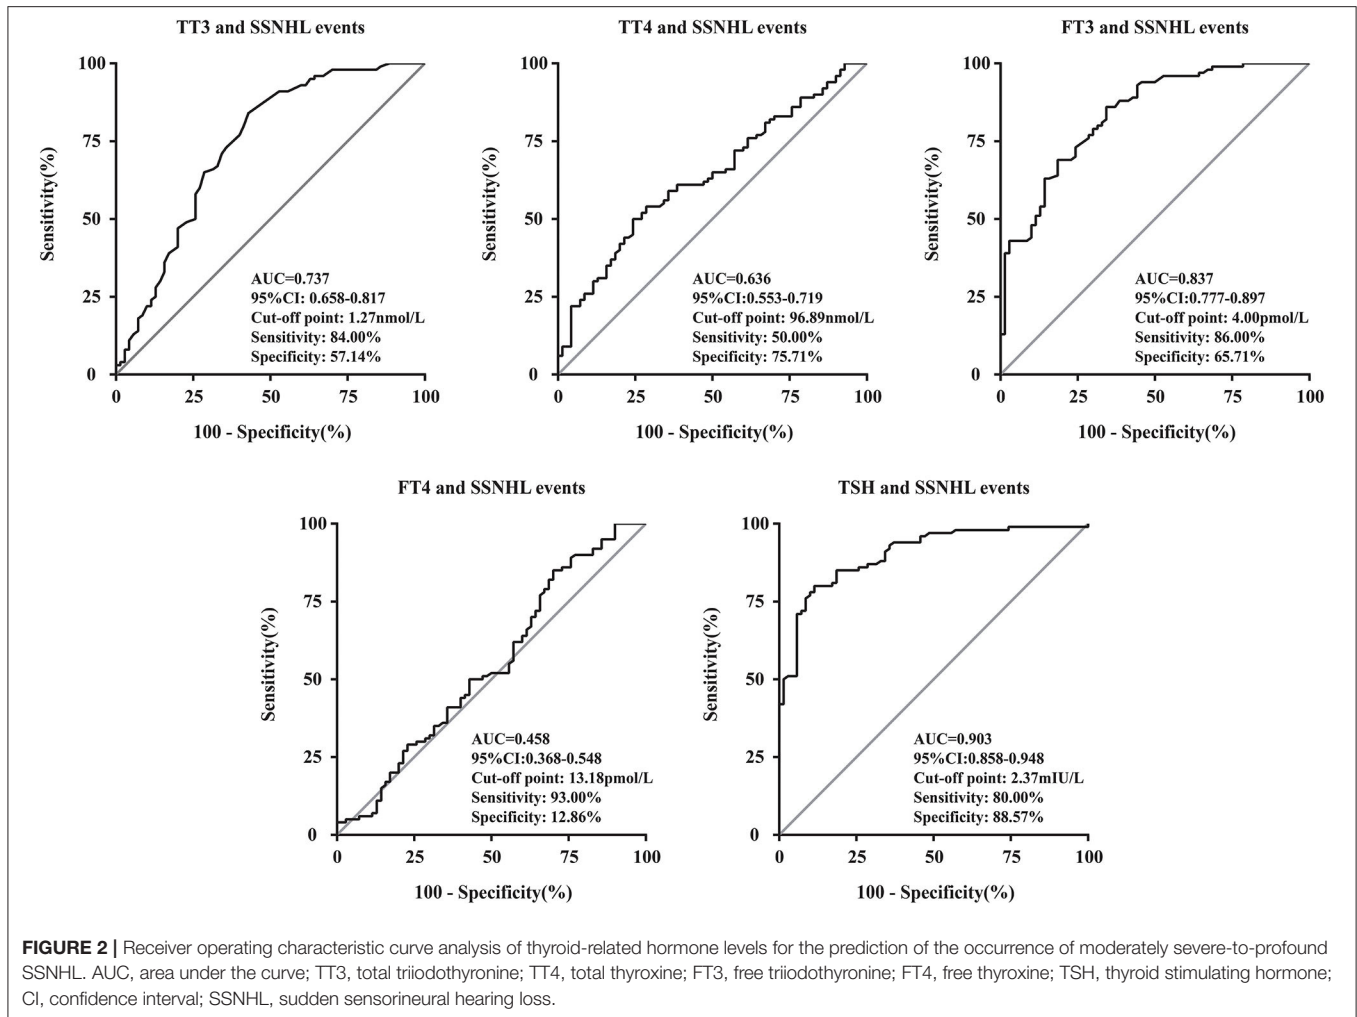 TT3 and SSNHL events
100
75
50
25
0
Sensitivity(%)
AUC=0.737
95%CI: 0.658-0.817
Cut-off point: 1.27nmol/L
Sensitivity: 84.00%
Specificity: 57.14%
0 25 50 75 100
100 - Specificity(%)
TT4 and SSNHL events
100
75
50
25
0
Sensitivity(%)
AUC=0.636
95%CI:0.553-0.719
Cut-off point: 96.89nmol/L
Sensitivity: 50.00%
Specificity: 75.71%
0 25 50 75 100
100 - Specificity(%)
FT3 and SSNHL events
100
75
50
25
0
Sensitivity(%)
AUC=0.837
95%CI:0.777-0.897
Cut-off point: 4.00pmol/L
Sensitivity: 86.00%
Specificity: 65.71%
0 25 50 75 100
100 - Specificity(%)
FT4 and SSNHL events
100
75
50
25
0
Sensitivity(%)
AUC=0.458
95%CI:0.368-0.548
Cut-off point: 13.18pmol/L
Sensitivity: 93.00%
Specificity: 12.86%
0 25 50 75 100
100 - Specificity(%)
TSH and SSNHL events
100
75
50
25
0
Sensitivity(%)
AUC=0.903
95%CI:0.858-0.948
Cut-off point: 2.37mIU/L
Sensitivity: 80.00%
Specificity: 88.57%
0 25 50 75 100
100 - Specificity(%)
FIGURE 2 | Receiver operating characteristic curve analysis of thyroid-related hormone levels for the prediction of the occurrence of moderately severe-to-profound
SSNHL. AUC, area under the curve; TT3, total triiodothyronine; TT4, total thyroxine; FT3, free triiodothyronine; FT4, free thyroxine; TSH, thyroid stimulating hormone;
CI, confidence interval; SSNHL, sudden sensorineural hearing loss.